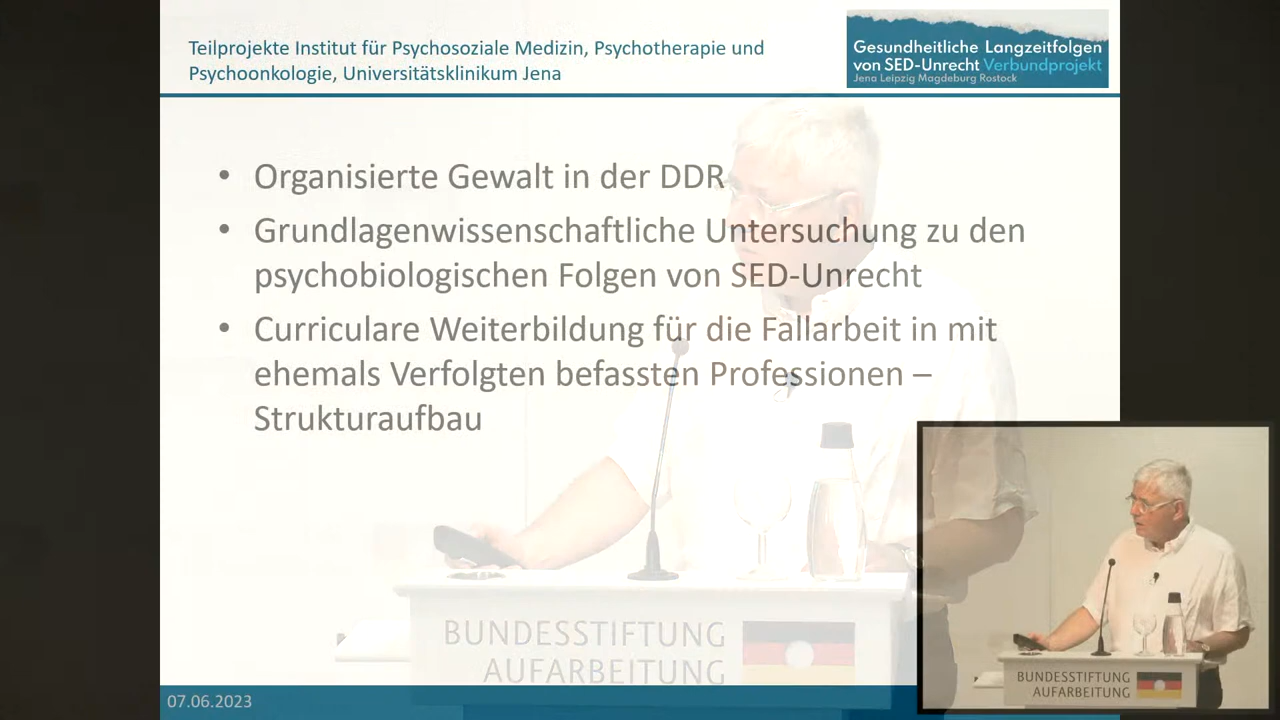 Teilprojekte Institut für Psychosoziale Medizin, Psychotherapie und
Psychoonkologie, Universitätsklinikum Jena
Gesundheitliche Langzeitfolgen
von SED-Unrecht Verbundprojekt
Jena Leipzig Magdeburg Rostock
• Organisierte Gewalt in der DDR
• Grundlagenwissenschaftliche Untersuchung zu den
psychobiologischen Folgen von SED-Unrecht
• Curriculare Weiterbildung für die Fallarbeit in mit
ehemals Verfolgten befassten Professionen –
Strukturaufbau
BUNDESSTIFTUNG
AUFARBEITUNG
07.06.2023
BUNDESSTIFTUNG
AUFARBEITUNG